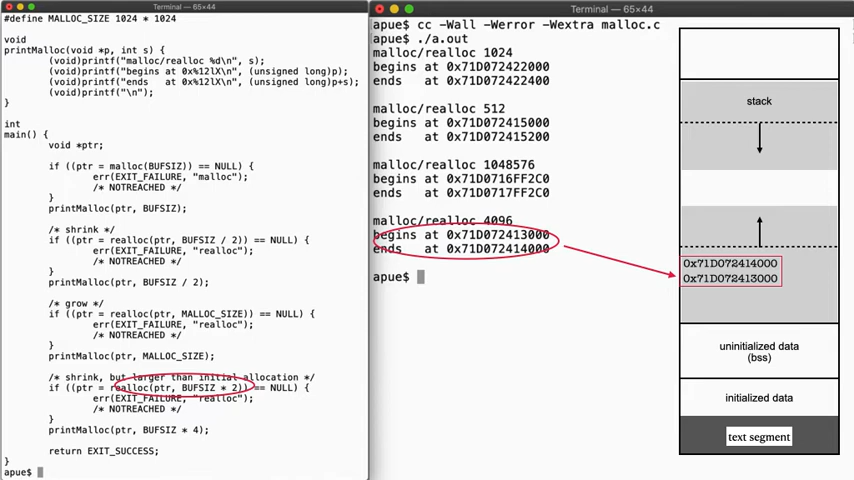 Terminal — 65×44
#define MALLOC_SIZE 1024 * 1024
void
printMalloc(void *p, int s) {
(void)printf("malloc/realloc %d\n", s);
(void)printf("begins at 0x%12lX\n", (unsigned long)p);
(void)printf("ends   at 0x%12lX\n", (unsigned long)p+s);
(void)printf("\n");
}
int
main() {
void *ptr;
if ((ptr = malloc(BUFSIZ)) == NULL) {
err(EXIT_FAILURE, "malloc");
/* NOTREACHED */
}
printMalloc(ptr, BUFSIZ);
/* shrink */
if ((ptr = realloc(ptr, BUFSIZ / 2)) == NULL) {
err(EXIT_FAILURE, "realloc");
/* NOTREACHED */
}
printMalloc(ptr, BUFSIZ / 2);
/* grow */
if ((ptr = realloc(ptr, MALLOC_SIZE)) == NULL) {
err(EXIT_FAILURE, "realloc");
/* NOTREACHED */
}
printMalloc(ptr, MALLOC_SIZE);
/* shrink, but larger than initial allocation */
if ((ptr = realloc(ptr, BUFSIZ * 2)) == NULL) {
err(EXIT_FAILURE, "realloc");
/* NOTREACHED */
}
printMalloc(ptr, BUFSIZ * 4);
return EXIT_SUCCESS;
}
apue$
Terminal — 65×44
apue$ cc -Wall -Werror -Wextra malloc.c
apue$ ./a.out
malloc/realloc 1024
begins at 0x71D072422000
ends   at 0x71D072422400
malloc/realloc 512
begins at 0x71D072415000
ends   at 0x71D072415200
malloc/realloc 1048576
begins at 0x71D0716FF2C0
ends   at 0x71D0717FF2C0
malloc/realloc 4096
begins at 0x71D072413000
ends   at 0x71D072414000
apue$
stack
0x71D072414000
0x71D072413000
uninitialized data
(bss)
initialized data
text segment